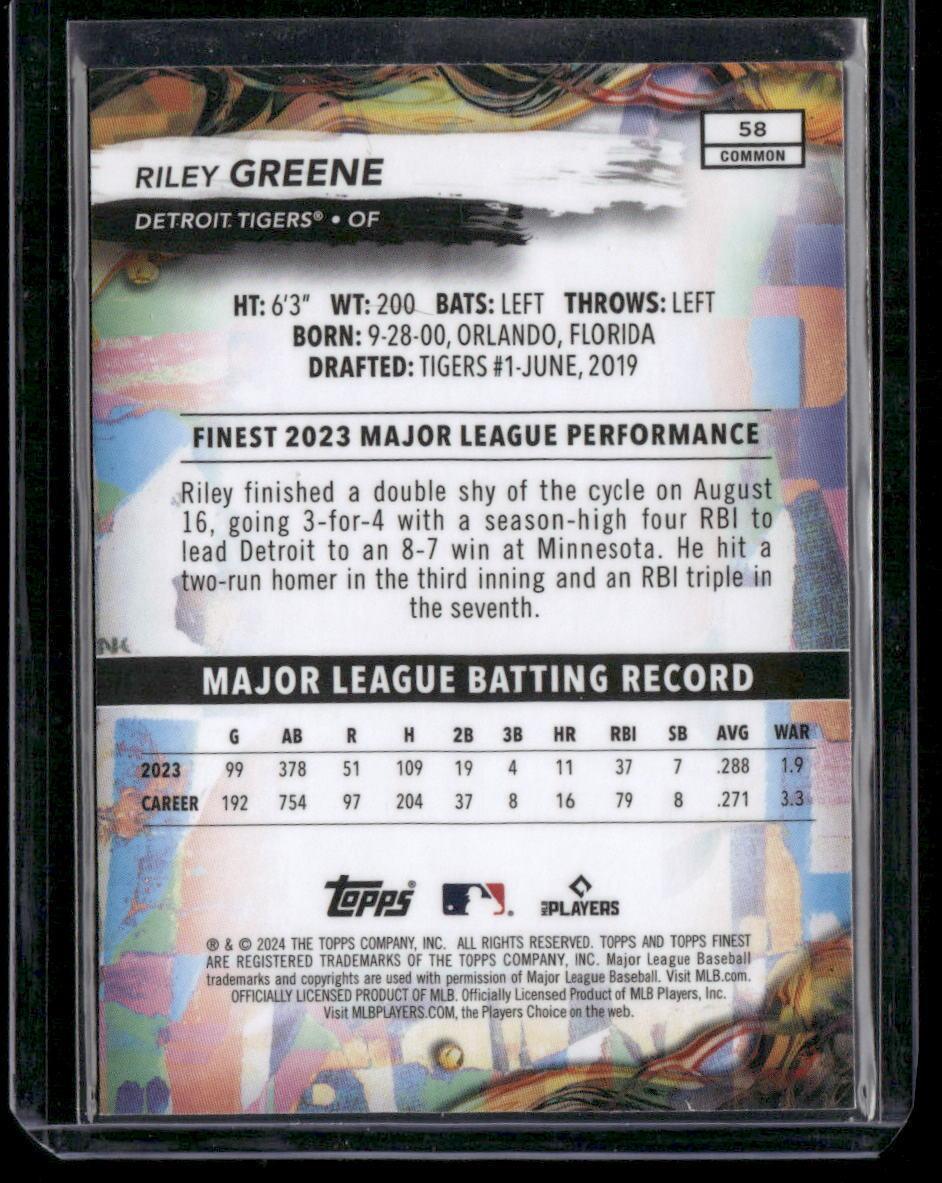 58
COMMON
RILEY GREENE
DETROIT TIGERS® • OF
HT: 6'3" WT: 200 BATS: LEFT THROWS: LEFT
BORN: 9-28-00, ORLANDO, FLORIDA
DRAFTED: TIGERS #1-JUNE, 2019
FINEST 2023 MAJOR LEAGUE PERFORMANCE
Riley finished a double shy of the cycle on August
16, going 3-for-4 with a season-high four RBI to
lead Detroit to an 8-7 win at Minnesota. He hit a
two-run homer in the third inning and an RBI triple in
the seventh.
MAJOR LEAGUE BATTING RECORD
G AB R H 2B 3B HR RBI SB AVG WAR
2023 99 378 51 109 19 4 11 37 7 .288 1.9
CAREER 192 754 97 204 37 8 16 79 8 .271 3.3
Topps® ® MLB PLAYERS
® & © 2024 THE TOPPS COMPANY, INC. ALL RIGHTS RESERVED. TOPPS AND TOPPS FINEST
ARE REGISTERED TRADEMARKS OF THE TOPPS COMPANY, INC. Major League Baseball
trademarks and copyrights are used with permission of Major League Baseball. Visit MLB.com.
OFFICIALLY LICENSED PRODUCT OF MLB. Officially Licensed Product of MLB Players, Inc.
Visit MLBPLAYERS.COM, the Players Choice on the web.